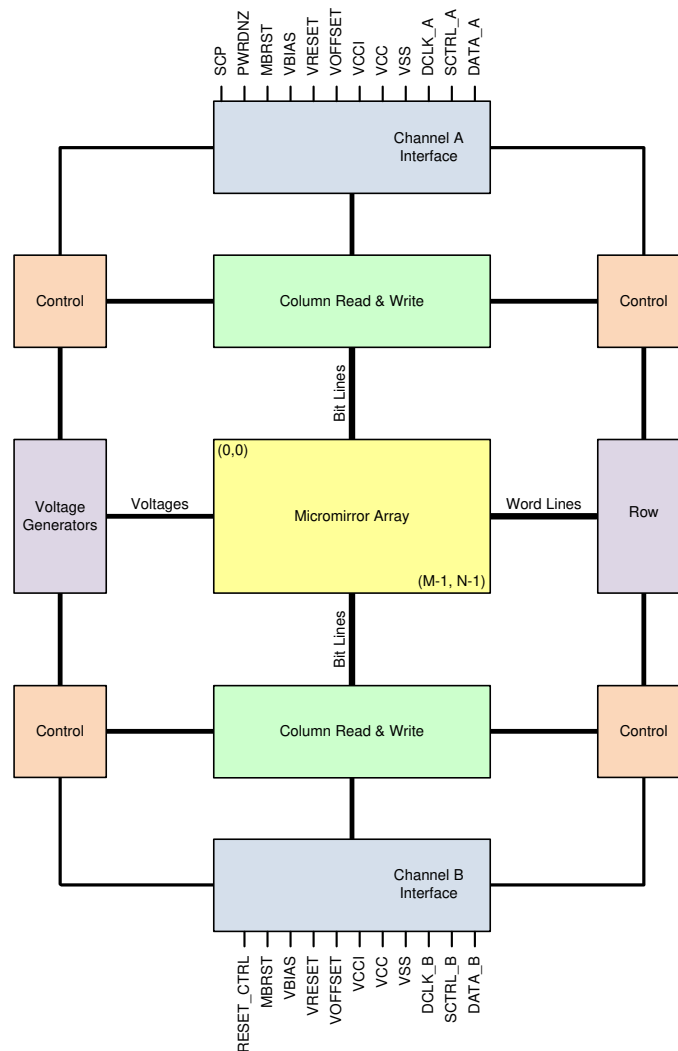 SCP
PWRDNZ
MBRST
VBIAS
VRESET
VOFFSET
VCCI
VCC
VSS
DCLK_A
SCTRL_A
DATA_A
Channel A
Interface
Control
Column Read & Write
Control
Bit Lines
(0,0)
Voltage
Generators
Voltages
Micromirror Array
Word Lines
Row
(M-1, N-1)
Bit Lines
Control
Column Read & Write
Control
Channel B
Interface
RESET_CTRL
MBRST
VBIAS
VRESET
VOFFSET
VCCI
VCC
VSS
DCLK_B
SCTRL_B
DATA_B